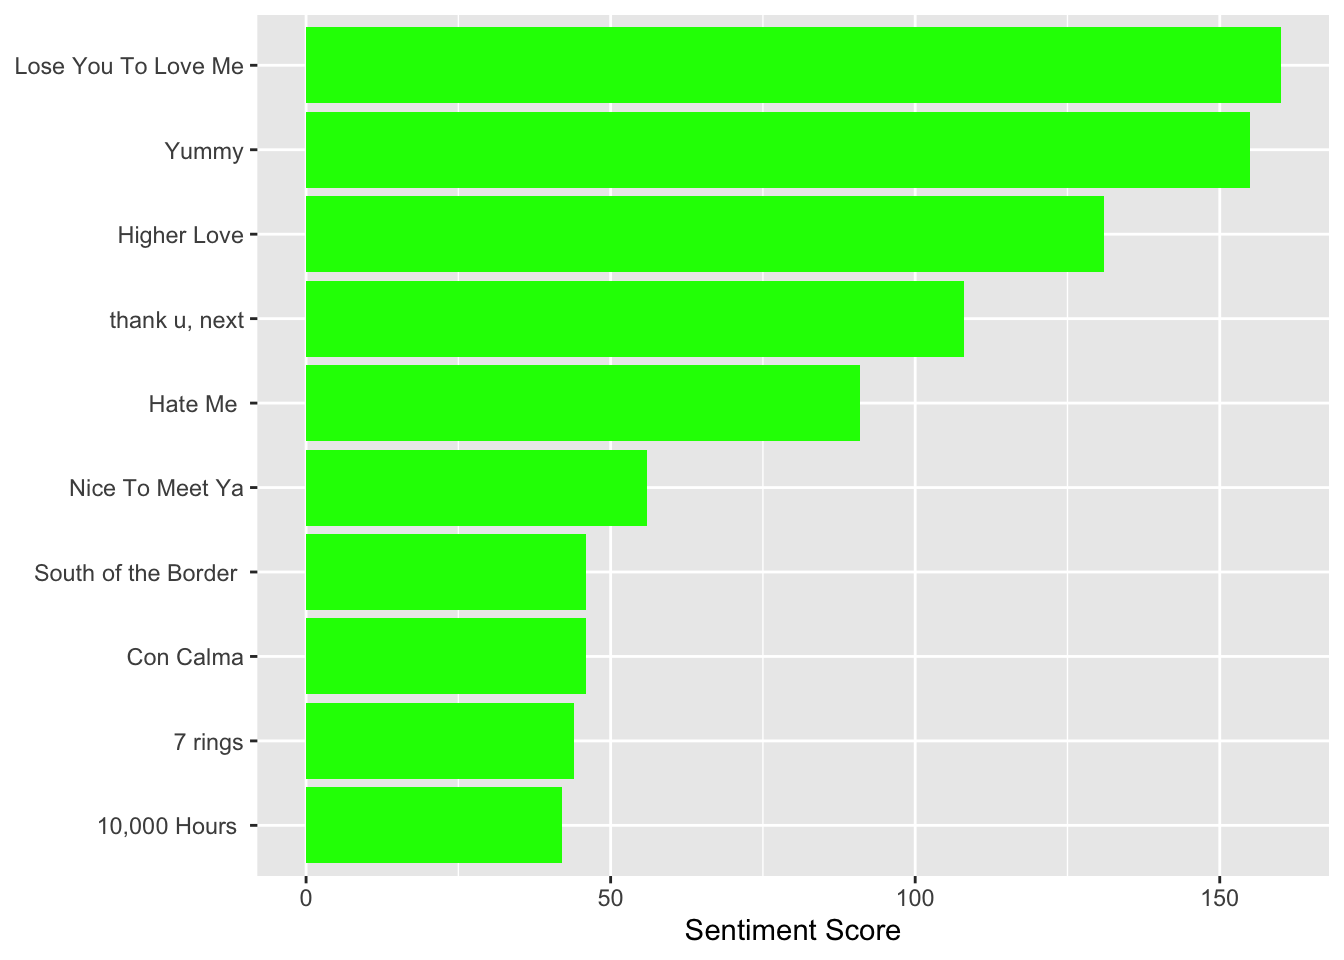 Lose You To Love Me
Yummy
Higher Love
thank u, next
Hate Me
Nice To Meet Ya
South of the Border
Con Calma
7 rings
10,000 Hours
0 50 100 150
Sentiment Score